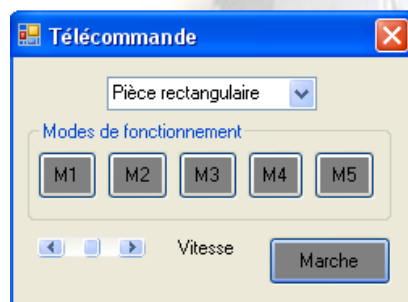 Télécommande
Pièce rectangulaire
Modes de fonctionnement
M1 M2 M3 M4 M5
Vitesse
Marche